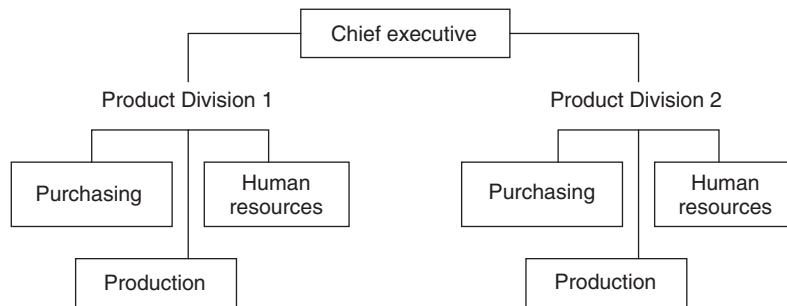 Chief executive
Product Division 1
Product Division 2
Purchasing
Human
resources
Purchasing
Human
resources
Production
Production